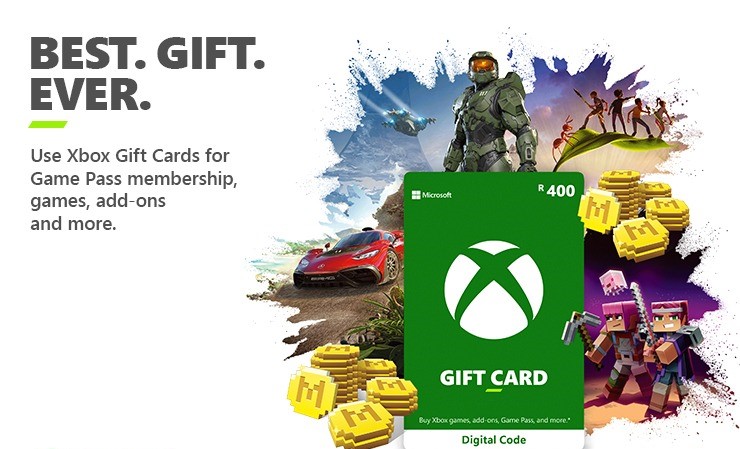 BEST. GIFT.
EVER.
Use Xbox Gift Cards for
Game Pass membership,
games, add-ons
and more.
Microsoft
R 400
GIFT CARD
Buy Xbox games, add-ons, Game Pass, and more.*
Digital Code
M
M
M
M
M
M